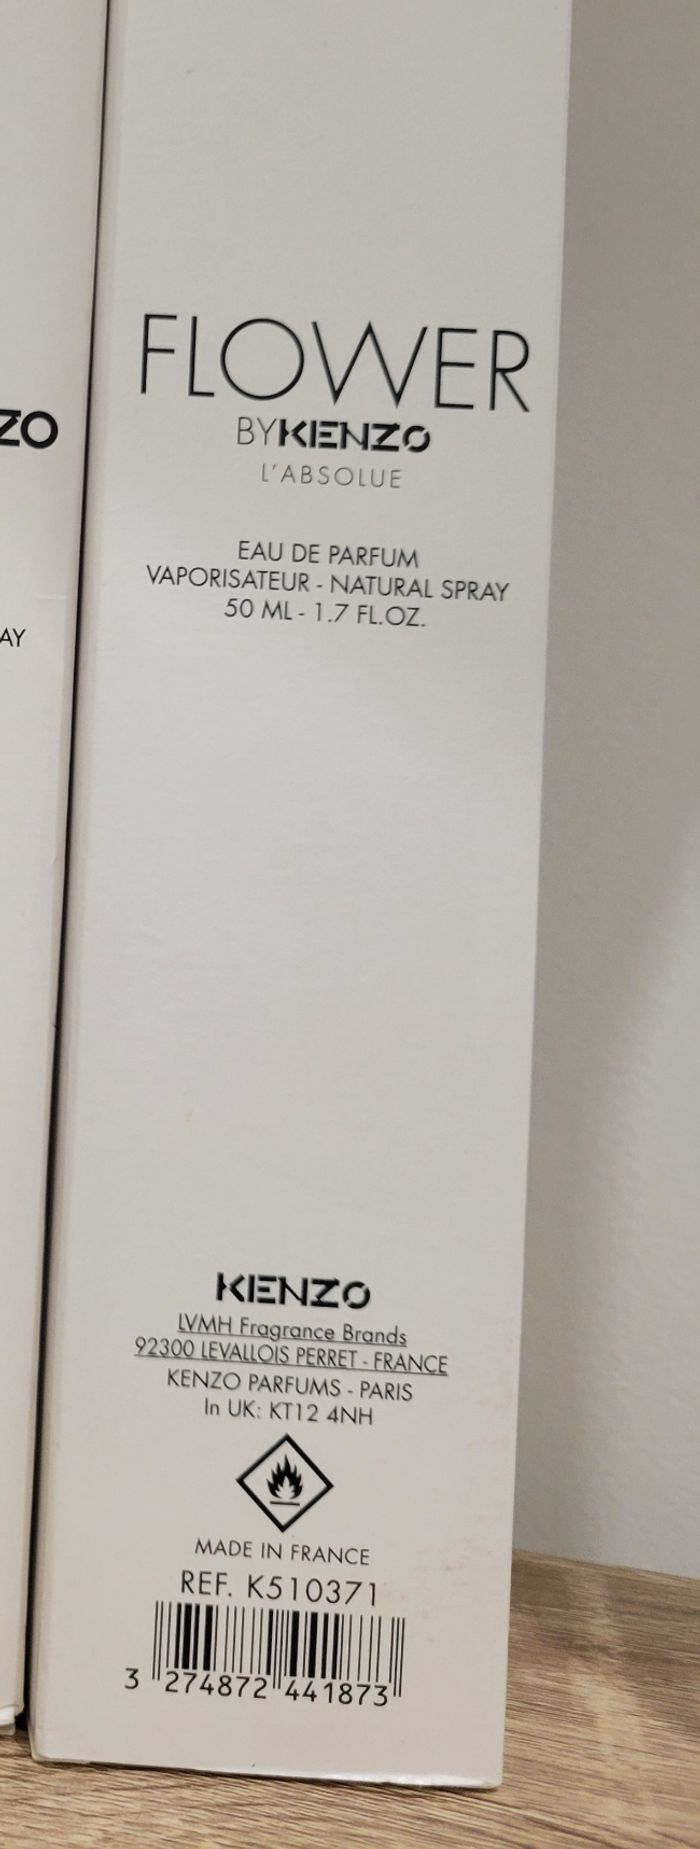 ZO
AY
FLOWER
BYKENZO
L'ABSOLUE
EAU DE PARFUM
VAPORISATEUR - NATURAL SPRAY
50 ML - 1.7 FL.OZ.
KENZO
LVMH Fragrance Brands
92300 LEVALLOIS PERRET - FRANCE
KENZO PARFUMS - PARIS
In UK: KT12 4NH
MADE IN FRANCE
REF. K510371
3 274872 441873